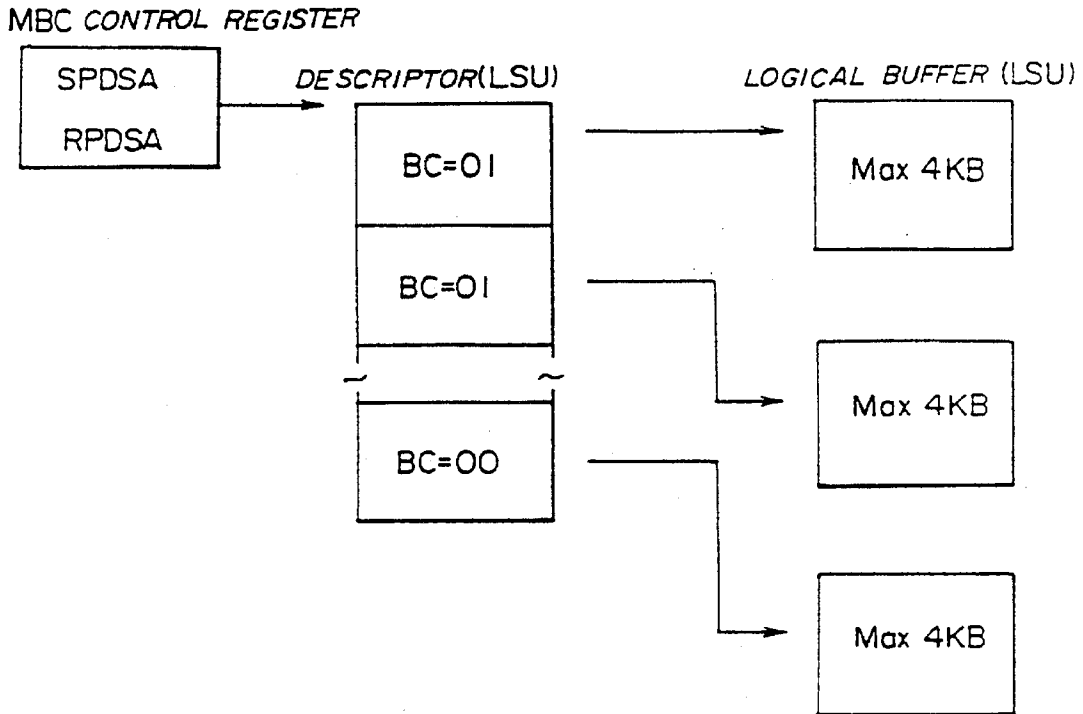 MBC CONTROL REGISTER
SPDSA
RPDSA
DESCRIPTOR(LSU)
BC=01
BC=01
BC=00
LOGICAL BUFFER (LSU)
Max 4KB
Max 4KB
Max 4KB